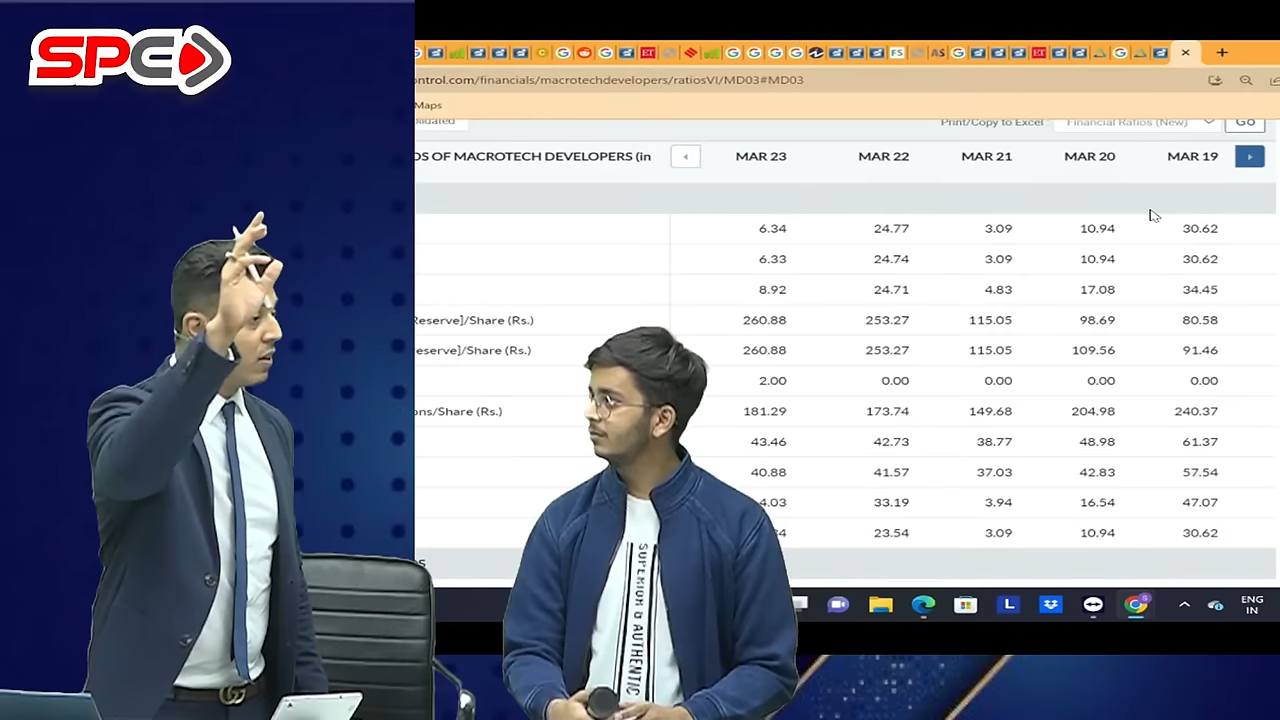 SPC
ontrol.com/financials/macrotechdevelopers/ratiosVI/MD03#MD03
Maps
olidated
Print/Copy to Excel
Financial Ratios (New)
GO
OS OF MACROTECH DEVELOPERS (in
MAR 23 MAR 22 MAR 21 MAR 20 MAR 19
6.34 24.77 3.09 10.94 30.62
6.33 24.74 3.09 10.94 30.62
8.92 24.71 4.83 17.08 34.45
Reserve]/Share (Rs.) 260.88 253.27 115.05 98.69 80.58
eserve]/Share (Rs.) 260.88 253.27 115.05 109.56 91.46
2.00 0.00 0.00 0.00 0.00
ons/Share (Rs.) 181.29 173.74 149.68 204.98 240.37
43.46 42.73 38.77 48.98 61.37
40.88 41.57 37.03 42.83 57.54
4.03 33.19 3.94 16.54 47.07
34 23.54 3.09 10.94 30.62
S
ENG
IN
SUPERIOR & AUTHENTIC